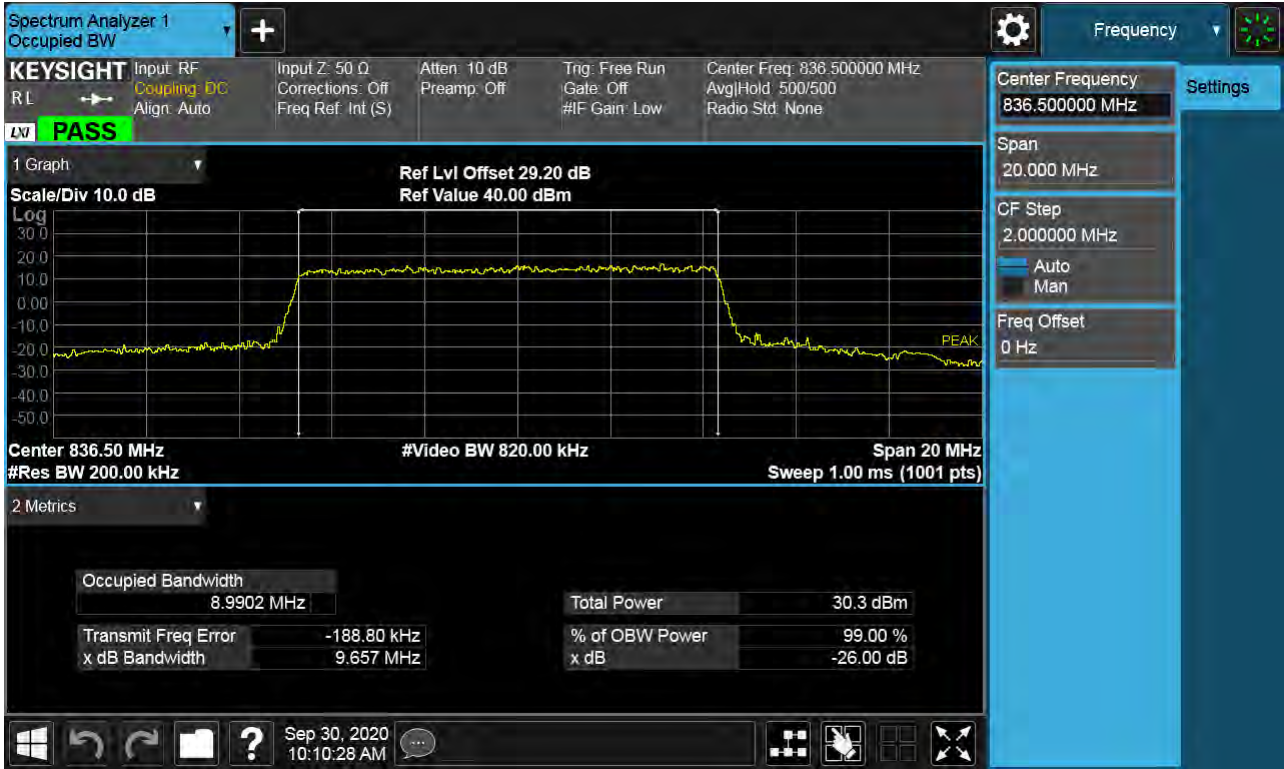 Spectrum Analyzer 1
Occupied BW
+
Frequency
KEYSIGHT
RL
LXI PASS
Input: RF
Coupling: DC
Align: Auto
Input Z: 50 Ω
Corrections: Off
Freq Ref: Int (S)
Atten: 10 dB
Preamp: Off
Trig: Free Run
Gate: Off
#IF Gain: Low
Center Freq: 836.500000 MHz
Avg|Hold: 500/500
Radio Std: None
Center Frequency
836.500000 MHz
Settings
Span
20.000 MHz
CF Step
2.000000 MHz
Auto
Man
Freq Offset
0 Hz
1 Graph
Scale/Div 10.0 dB
Ref Lvl Offset 29.20 dB
Ref Value 40.00 dBm
Log
30.0
20.0
10.0
0.00
-10.0
-20.0
-30.0
-40.0
-50.0
PEAK
Center 836.50 MHz
#Res BW 200.00 kHz
#Video BW 820.00 kHz
Span 20 MHz
Sweep 1.00 ms (1001 pts)
2 Metrics
Occupied Bandwidth
8.9902 MHz
Transmit Freq Error -188.80 kHz
x dB Bandwidth 9.657 MHz
Total Power 30.3 dBm
% of OBW Power 99.00 %
x dB -26.00 dB
?
Sep 30, 2020
10:10:28 AM